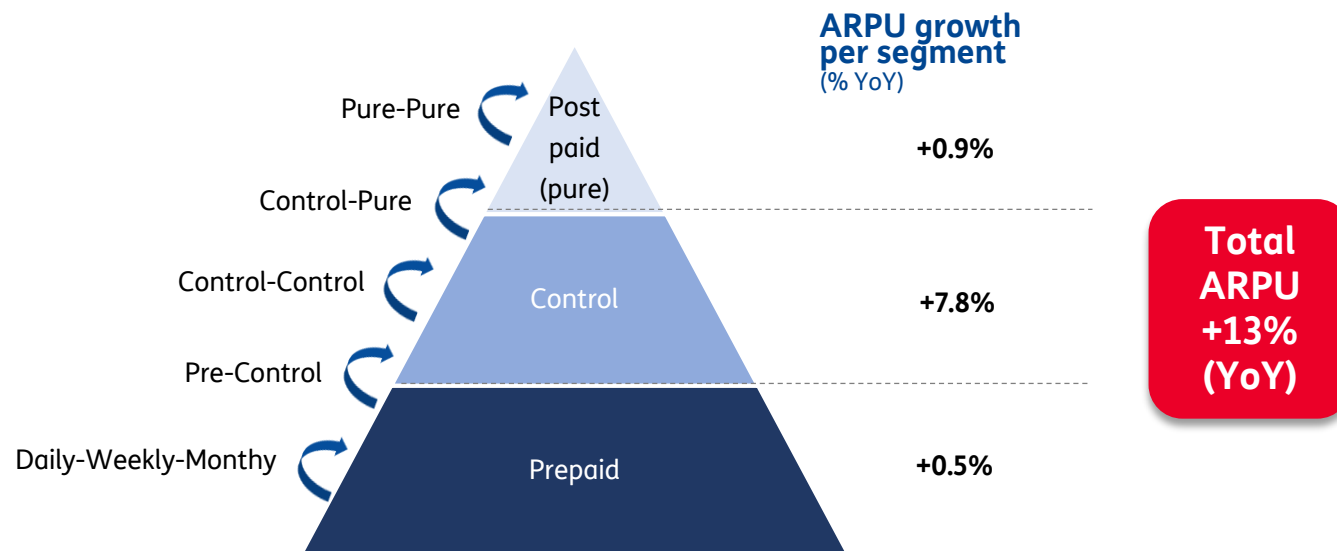 ARPU growth
per segment
(% YoY)
Pure-Pure
Post
paid
(pure)
+0.9%
Control-Pure
Control-Control
Control
+7.8%
Pre-Control
Daily-Weekly-Monthy
Prepaid
+0.5%
Total
ARPU
+13%
(YoY)